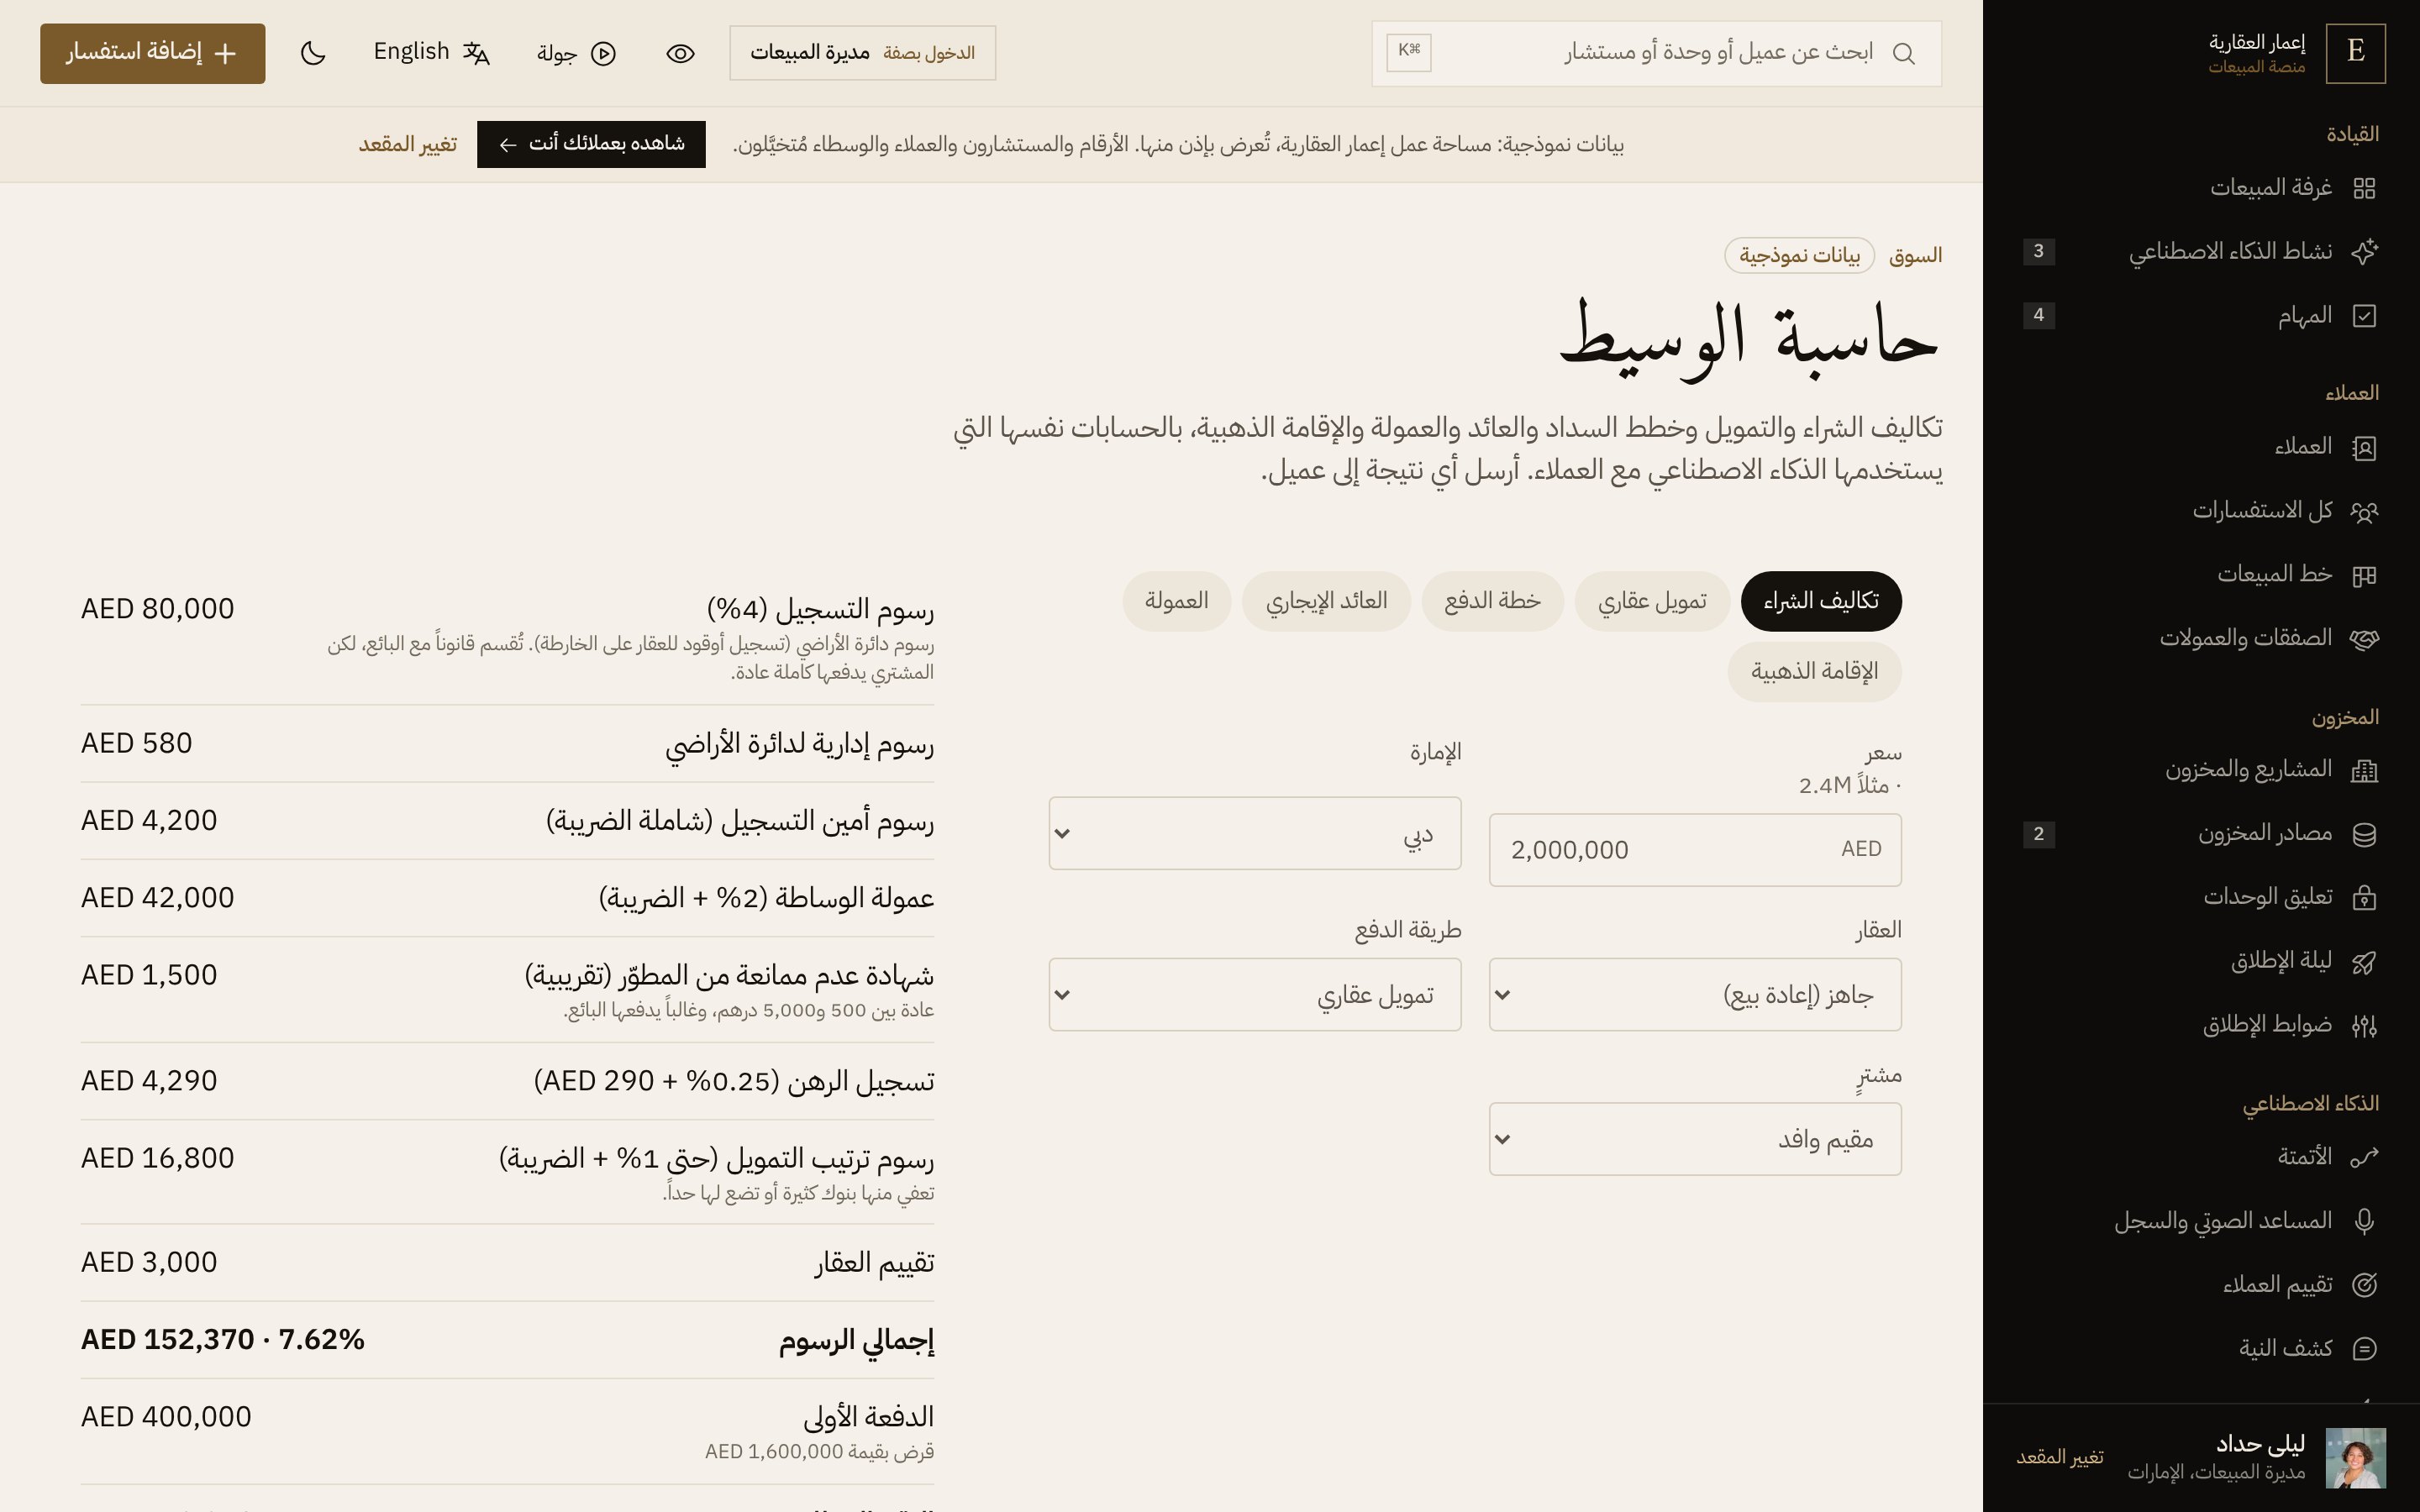 E
إعمار العقارية
منصة المبيعات
القيادة
غرفة المبيعات
نشاط الذكاء الاصطناعي 3
المهام 4
العملاء
العملاء
كل الاستفسارات
خط المبيعات
الصفقات والعمولات
المخزون
المشاريع والمخزون
مصادر المخزون 2
تعليق الوحدات
ليلة الإطلاق
ضوابط الإطلاق
الذكاء الاصطناعي
الأتمتة
المساعد الصوتي والسجل
تقييم العملاء
كشف النية
ليلى حداد
مديرة المبيعات، الإمارات
تغيير المقعد
ابحث عن عميل أو وحدة أو مستشار ⌘K
الدخول بصفة مديرة المبيعات
جولة
English
إضافة استفسار
بيانات نموذجية: مساحة عمل إعمار العقارية، تُعرض بإذن منها. الأرقام والمستشارون والعملاء والوسطاء مُتخيَّلون.
شاهده بعملائك أنت ←
تغيير المقعد
السوق بيانات نموذجية
حاسبة الوسيط
تكاليف الشراء والتمويل وخطط السداد والعائد والعمولة والإقامة الذهبية، بالحسابات نفسها التي
يستخدمها الذكاء الاصطناعي مع العملاء. أرسل أي نتيجة إلى عميل.
تكاليف الشراء
تمويل عقاري
خطة الدفع
العائد الإيجاري
العمولة
الإقامة الذهبية
سعر
· مثلاً 2.4M
AED 2,000,000
الإمارة
دبي
العقار
جاهز (إعادة بيع)
طريقة الدفع
تمويل عقاري
مشترٍ
مقيم وافد
رسوم التسجيل (4%) AED 80,000
رسوم دائرة الأراضي (تسجيل أوقود للعقار على الخارطة). تُقسم قانوناً مع البائع، لكن
المشتري يدفعها كاملة عادة.
رسوم إدارية لدائرة الأراضي AED 580
رسوم أمين التسجيل (شاملة الضريبة) AED 4,200
عمولة الوساطة (2% + الضريبة) AED 42,000
شهادة عدم ممانعة من المطوّر (تقريبية) AED 1,500
عادة بين 500 و5,000 درهم، وغالباً يدفعها البائع.
تسجيل الرهن (0.25% + AED 290) AED 4,290
رسوم ترتيب التمويل (حتى 1% + الضريبة) AED 16,800
تعفي منها بنوك كثيرة أو تضع لها حداً.
تقييم العقار AED 3,000
إجمالي الرسوم AED 152,370 · 7.62%
الدفعة الأولى AED 400,000
قرض بقيمة AED 1,600,000